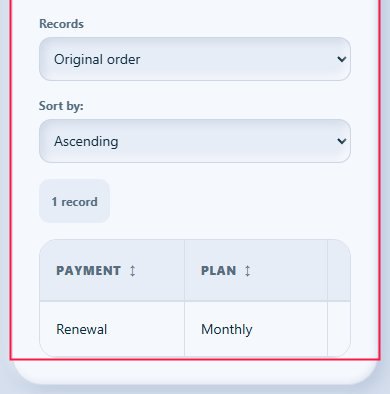 Records
Original order
Sort by:
Ascending
1 record
PAYMENT ↕ PLAN ↕
Renewal Monthly